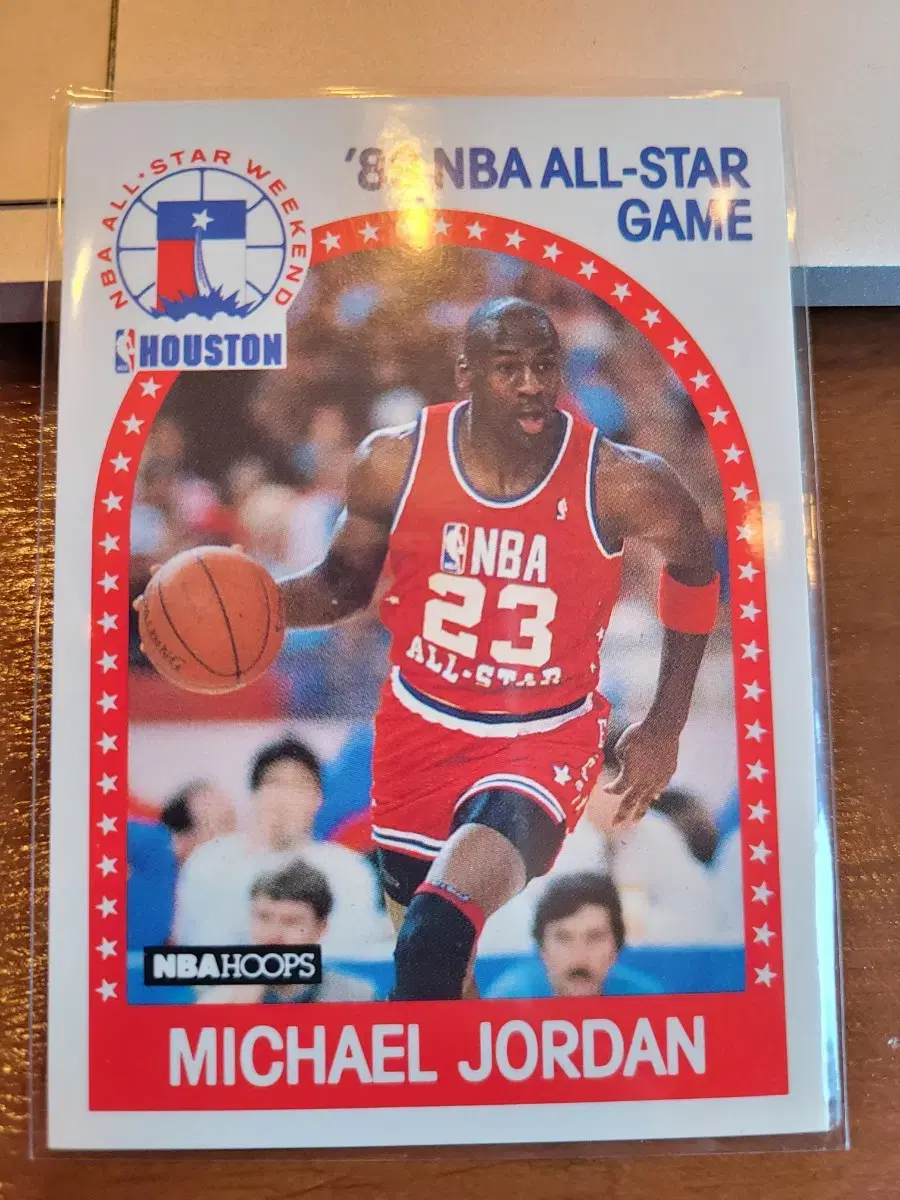 NBA ALL-STAR WEEKEND
HOUSTON
NBA ALL-STAR
GAME
NBA
23
ALL-STAR
NBA HOOPS
MICHAEL JORDAN